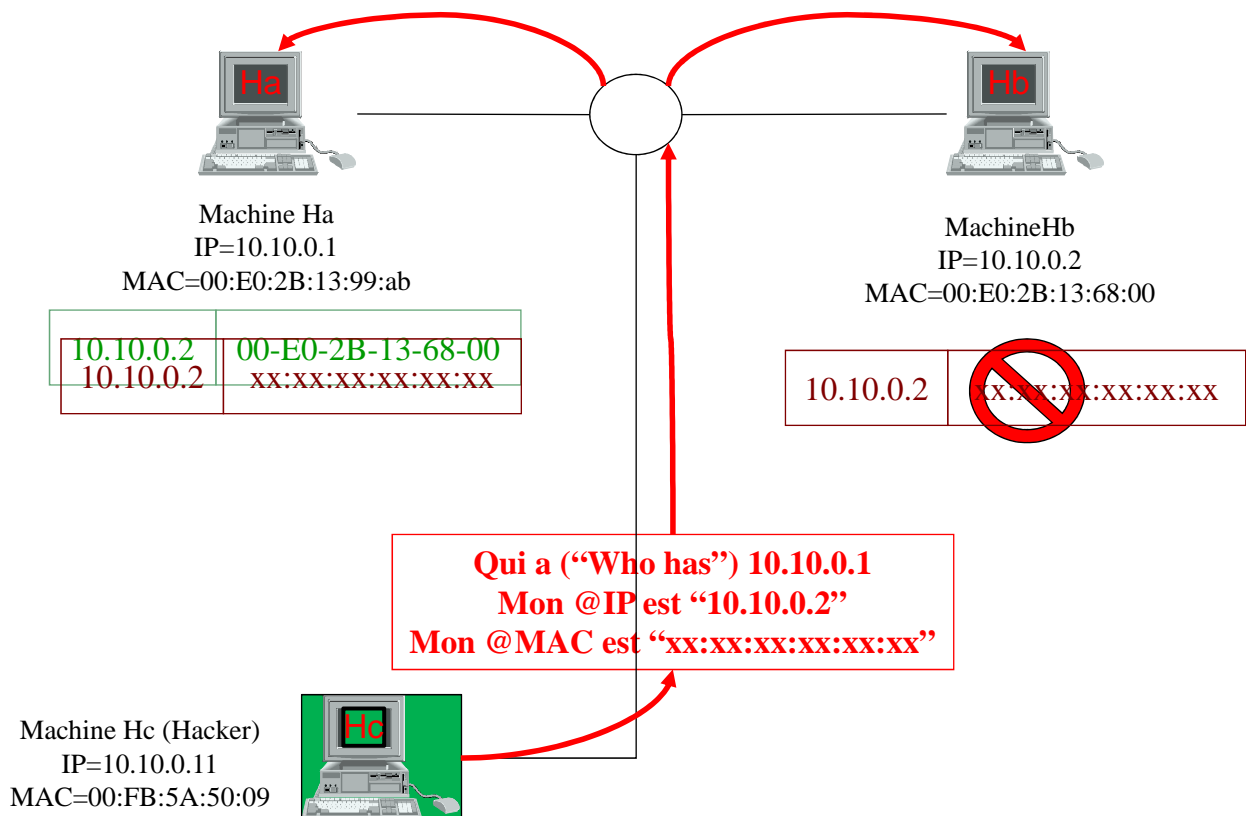 Ha
Hb
Machine Ha
IP=10.10.0.1
MAC=00:E0:2B:13:99:ab
MachineHb
IP=10.10.0.2
MAC=00:E0:2B:13:68:00
10.10.0.2 00-E0-2B-13-68-00
10.10.0.2 xx:xx:xx:xx:xx:xx
10.10.0.2 xx:xx:xx:xx:xx:xx
Qui a (“Who has”) 10.10.0.1
Mon @IP est “10.10.0.2”
Mon @MAC est “xx:xx:xx:xx:xx:xx”
Hc
Machine Hc (Hacker)
IP=10.10.0.11
MAC=00:FB:5A:50:09